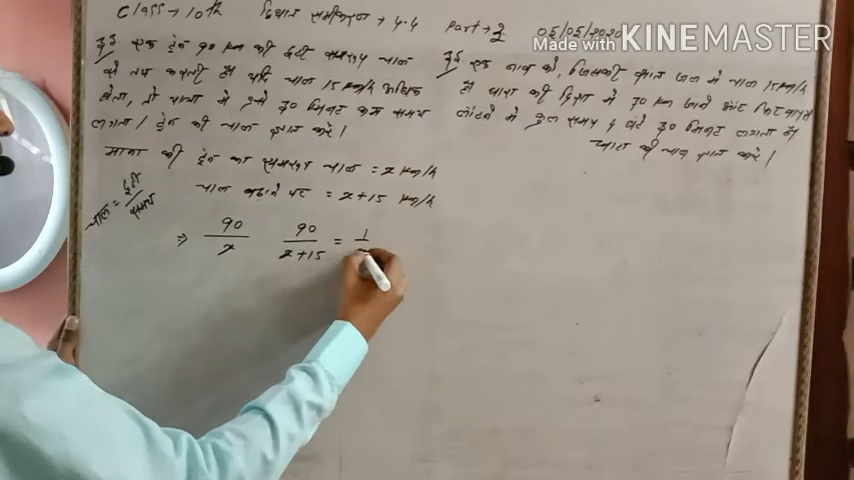 Class → 10th द्विघात समीकरण → 4.4 Part → 2 05/05/2020
Made with KINEMASTER
एक ट्रेन 90 km की दूरी समरूप चाल
से तय करती है। यदि चाल 15 km/h अधिक
होता, तो यात्रा में उसे 30 मिनट कम समय
लगता। ट्रेन की चाल ज्ञात करें।
माना की ट्रेन का समरूप चाल = x km/h
चाल बढ़ाने पर = x + 15 km/h
चाल = दूरी / समय
⇒ 90/x 90/x+15 = 1/
एक नाव को, जिसकी शान्त जल में चाल 15 km/h
है। धारा की दिशा में 30 km जाने और फिर वापस
लौटने में कुल समय 4 घंटे 30 मिनट लगता है।
धारा की चाल ज्ञात करें।